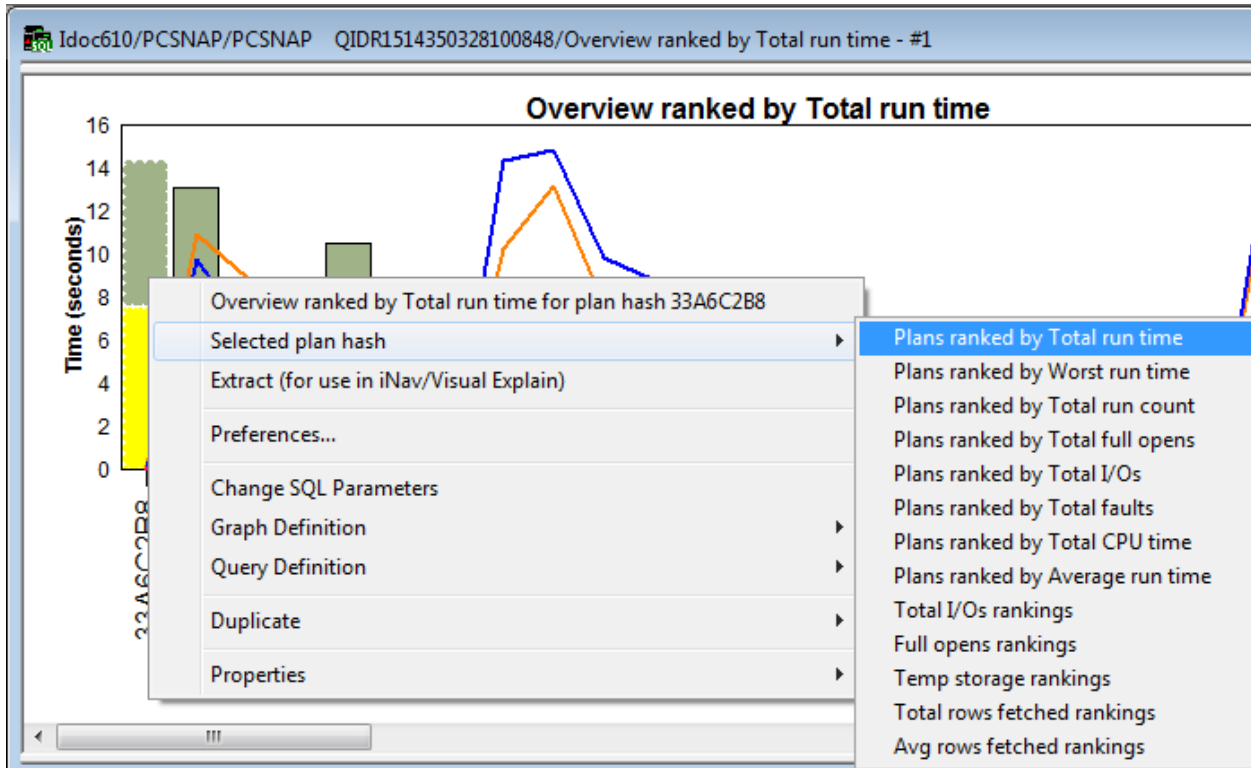 Idoc610/PCSNAP/PCSNAP QIDR1514350328100848/Overview ranked by Total run time - #1
Overview ranked by Total run time
Time (seconds)
16
14
12
10
8
6
4
2
0
33A6C2B8
Overview ranked by Total run time for plan hash 33A6C2B8
Selected plan hash
Extract (for use in iNav/Visual Explain)
Preferences...
Change SQL Parameters
Graph Definition
Query Definition
Duplicate
Properties
Plans ranked by Total run time
Plans ranked by Worst run time
Plans ranked by Total run count
Plans ranked by Total full opens
Plans ranked by Total I/Os
Plans ranked by Total faults
Plans ranked by Total CPU time
Plans ranked by Average run time
Total I/Os rankings
Full opens rankings
Temp storage rankings
Total rows fetched rankings
Avg rows fetched rankings